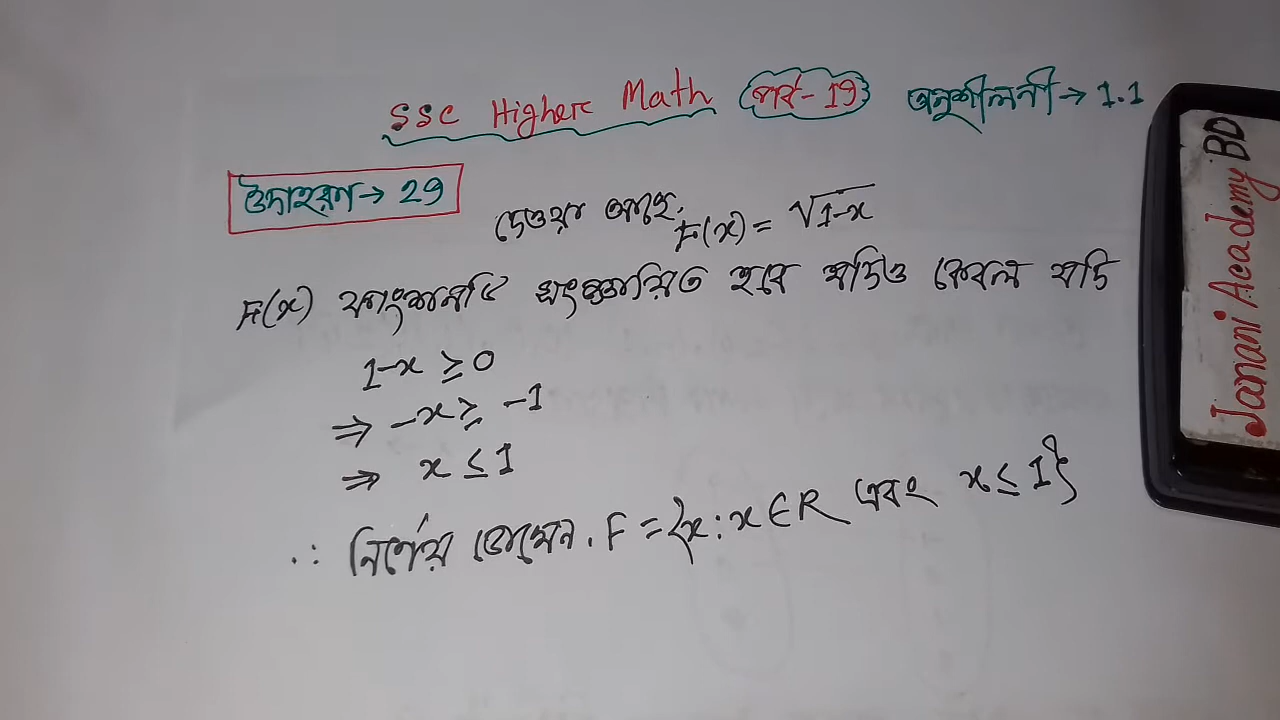 SSC Higher Math পর্ব-19 অনুশীলনী→1.1
উদাহরণ→29
দেওয়া আছে, F(x) = √1-x
F(x) ফাংশনটি সংজ্ঞায়িত হবে যদিও কেবল যদি
1-x ≥ 0
⇒ -x ≥ -1
⇒ x ≤ 1
∴ নির্ণেয় ডোমেন. F = {x : x ∈ R এবং x ≤ 1}
Janani Academy BD